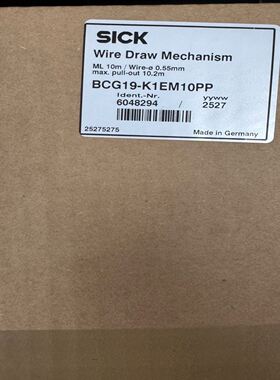 SICK
Wire Draw Mechanism
ML 10m / Wire-ø 0.55mm
max. pull-out 10.2m
BCG19-K1EM10PP
Ident.-Nr. yyww
6048294 / 2527
25275275 Made in Germany